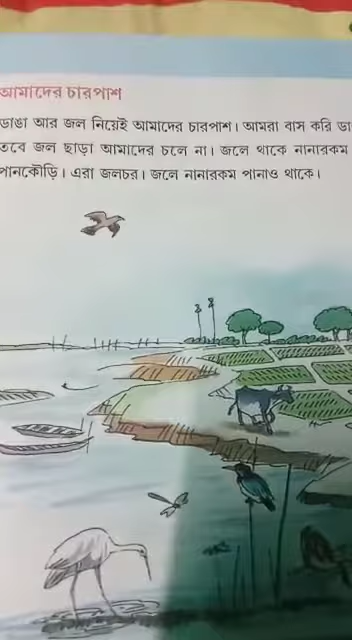 আমাদের চারপাশ
ডাঙা আর জল নিয়েই আমাদের চারপাশ। আমরা বাস করি
তবে জল ছাড়া আমাদের চলে না। জলে থাকে নানারকম
পানকৌড়ি। এরা জলচর। জলে নানারকম পানাও থাকে।